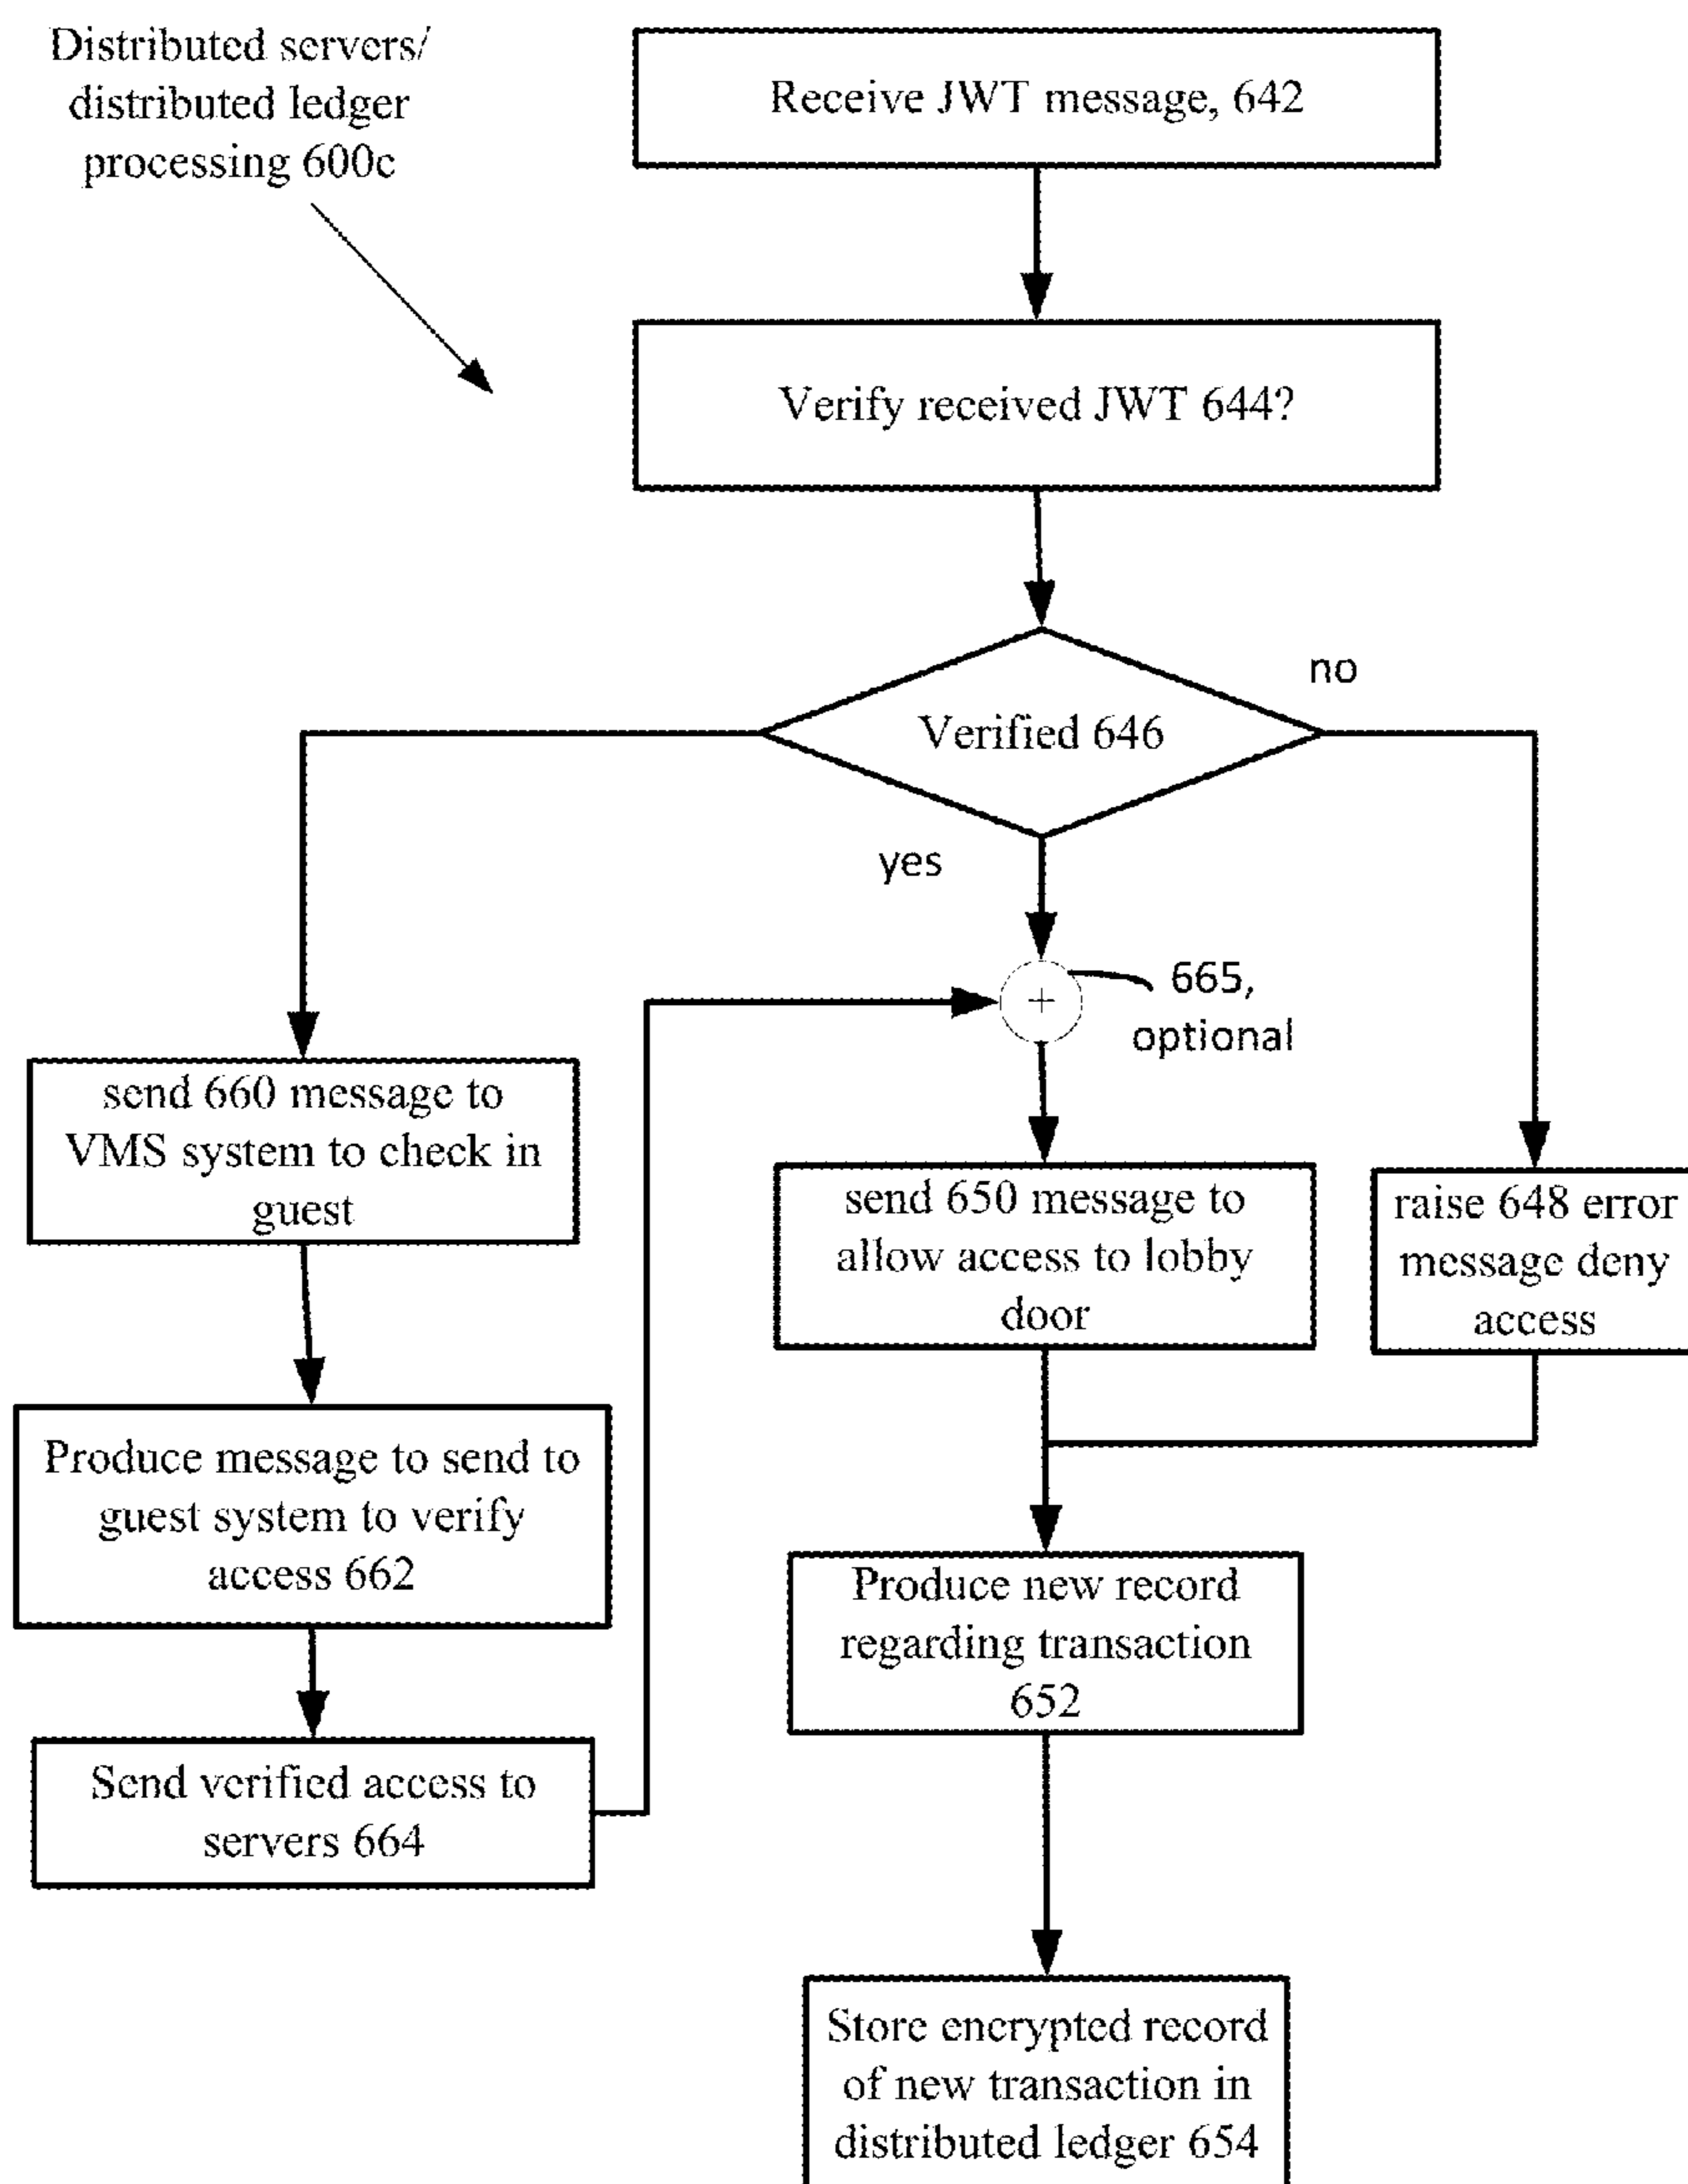 Distributed servers/
distributed ledger
processing 600c
Receive JWT message, 642
Verify received JWT 644?
Verified 646
no
yes
665,
optional
send 660 message to
VMS system to check in
guest
send 650 message to
allow access to lobby
door
raise 648 error
message deny
access
Produce message to send to
guest system to verify
access 662
Produce new record
regarding transaction
652
Send verified access to
servers 664
Store encrypted record
of new transaction in
distributed ledger 654